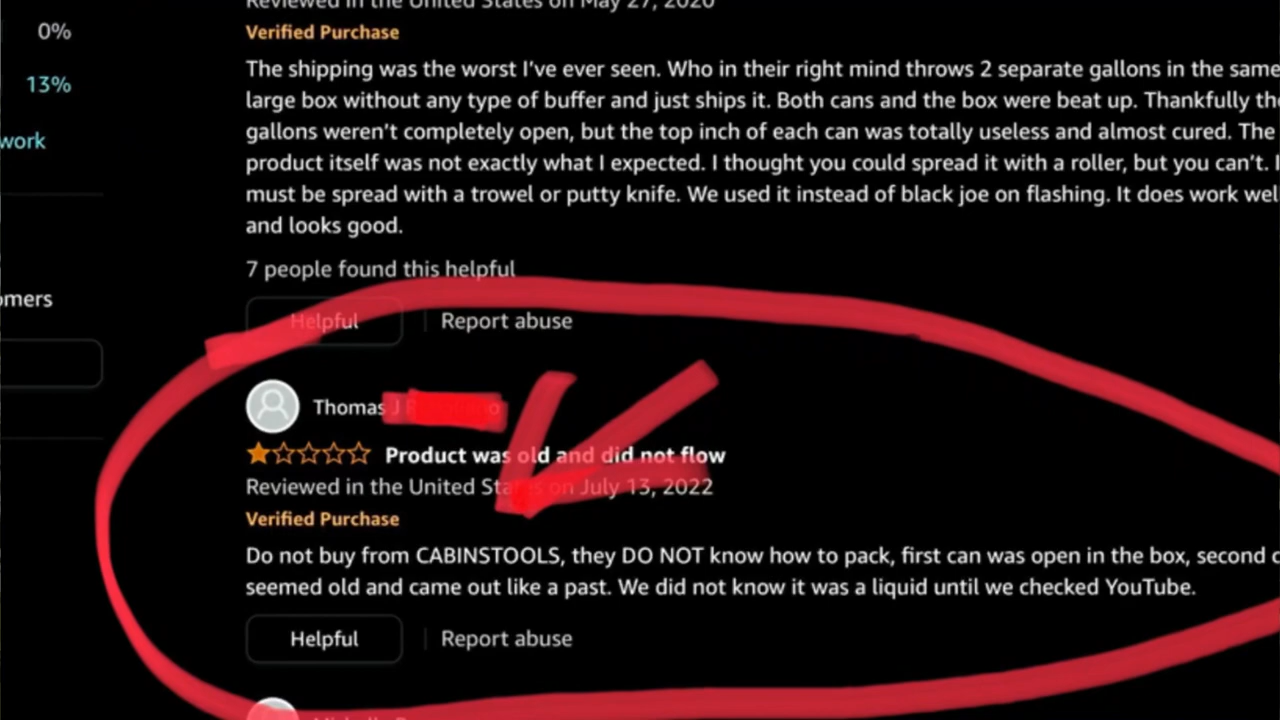 Reviewed in the United States on May 27, 2020
0%
Verified Purchase
The shipping was the worst I've ever seen. Who in their right mind throws 2 separate gallons in the same
13%
large box without any type of buffer and just ships it. Both cans and the box were beat up. Thankfully
gallons weren't completely open, but the top inch of each can was totally useless and almost cured. The
work
product itself was not exactly what I expected. I thought you could spread it with a roller, but you can't.
must be spread with a trowel or putty knife. We used it instead of black joe on flashing. It does work
and looks good.
7 people found this helpful
omers
Helpful
Report abuse
Thomas J
Product was old and did not flow
Reviewed in the United States on July 13, 2022
Verified Purchase
Do not buy from CABINSTOOLS, they DO NOT know how to pack, first can was open in the box, second
seemed old and came out like a past. We did not know it was a liquid until we checked YouTube.
Helpful
Report abuse